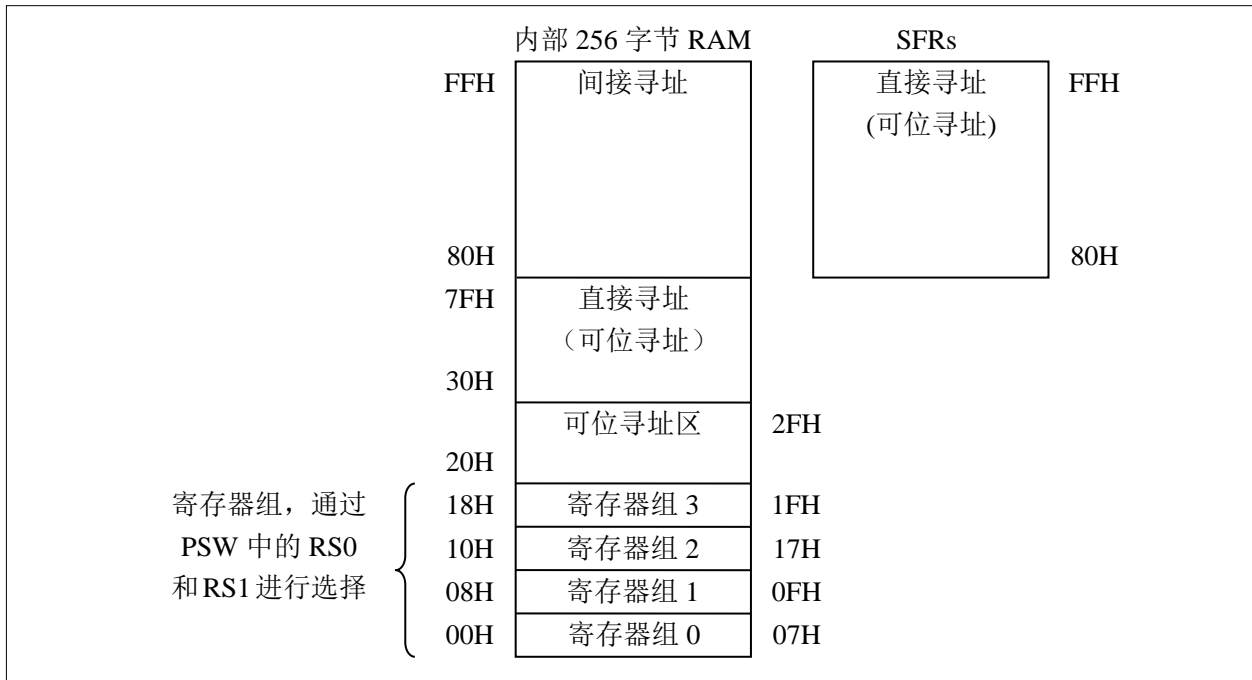 内部 256 字节 RAM SFRs
FFH 间接寻址 直接寻址 FFH
(可位寻址)
80H 80H
7FH 直接寻址
（可位寻址）
30H
可位寻址区 2FH
20H
寄存器组，通过 18H 寄存器组 3 1FH
PSW 中的 RS0 10H 寄存器组 2 17H
和RS1进行选择 08H 寄存器组 1 0FH
00H 寄存器组 0 07H